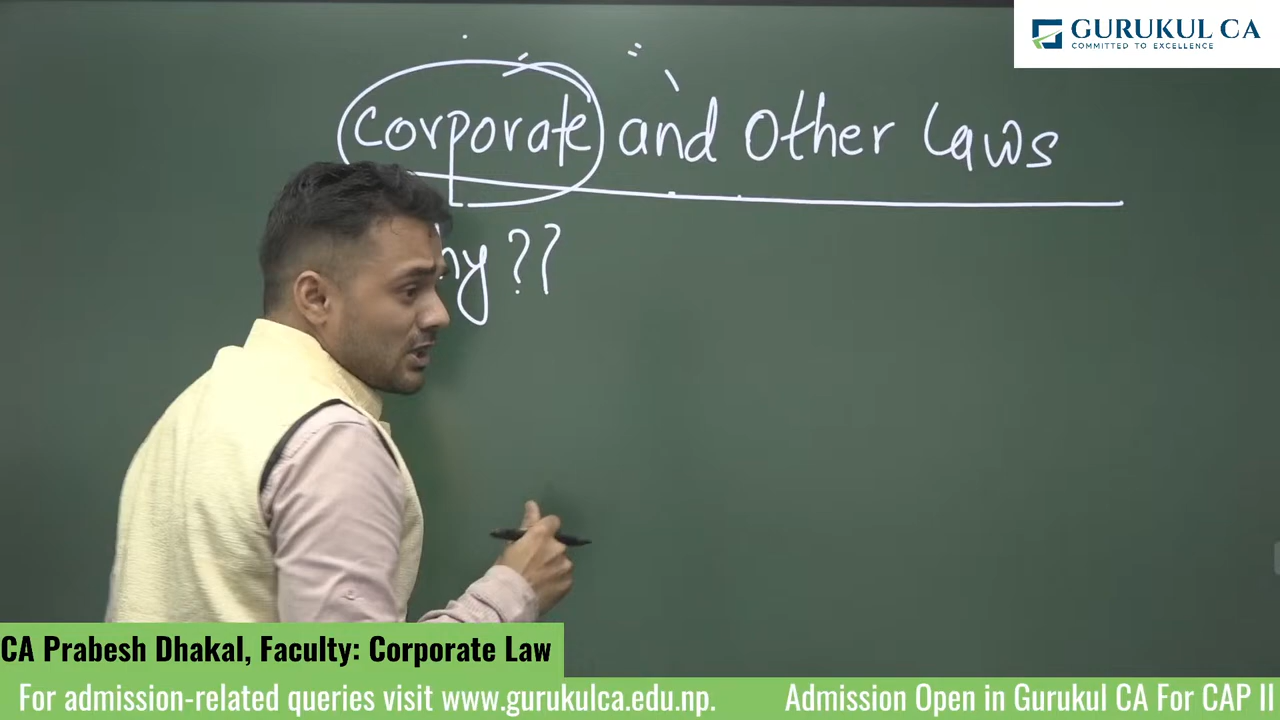 GURUKUL CA
COMMITTED TO EXCELLENCE
Corporate and Other Laws
hy ??
CA Prabesh Dhakal, Faculty: Corporate Law
For admission-related queries visit www.gurukulca.edu.np. Admission Open in Gurukul CA For CAP II